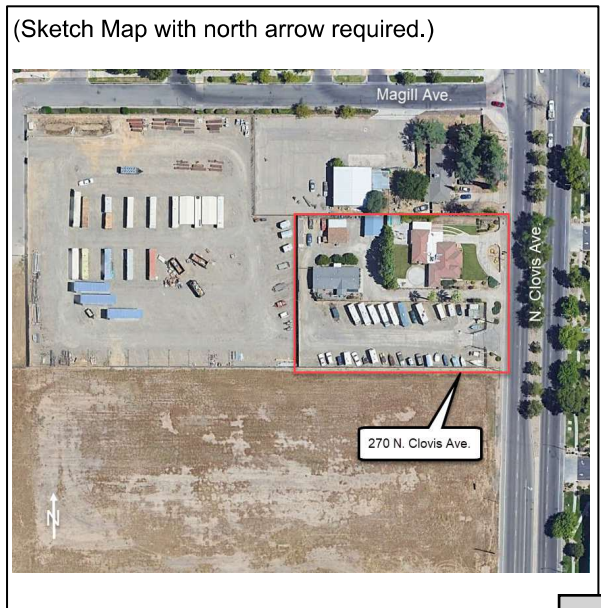 (Sketch Map with north arrow required.)
Magill Ave.
N. Clovis Ave.
270 N. Clovis Ave.
N